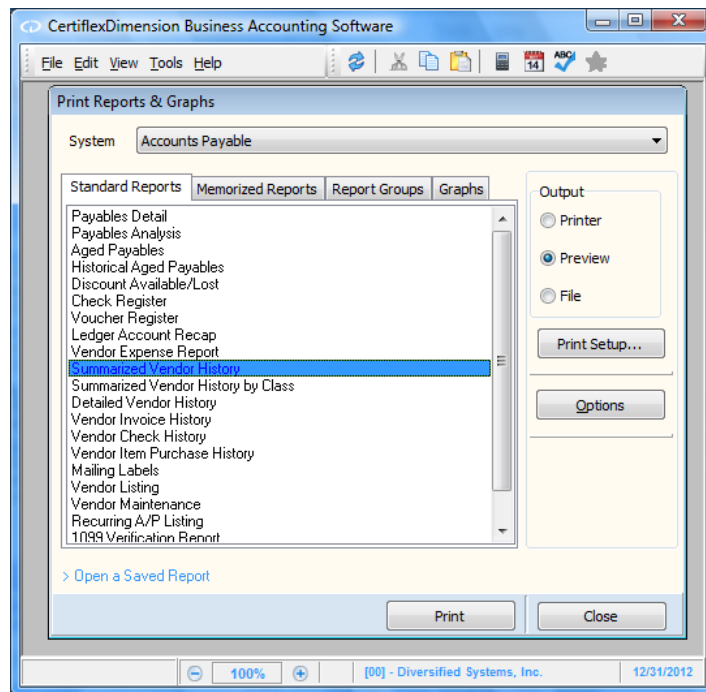 CertiflexDimension Business Accounting Software
File Edit View Tools Help
14 ABC
Print Reports & Graphs
System Accounts Payable
Standard Reports Memorized Reports Report Groups Graphs
Output
Payables Detail
Payables Analysis
Aged Payables
Historical Aged Payables
Discount Available/Lost
Check Register
Voucher Register
Ledger Account Recap
Vendor Expense Report
Summarized Vendor History
Summarized Vendor History by Class
Detailed Vendor History
Vendor Invoice History
Vendor Check History
Vendor Item Purchase History
Mailing Labels
Vendor Listing
Vendor Maintenance
Recurring A/P Listing
1099 Verification Report
Printer
Preview
File
Print Setup...
Options
> Open a Saved Report
Print Close
100% [00] - Diversified Systems, Inc. 12/31/2012